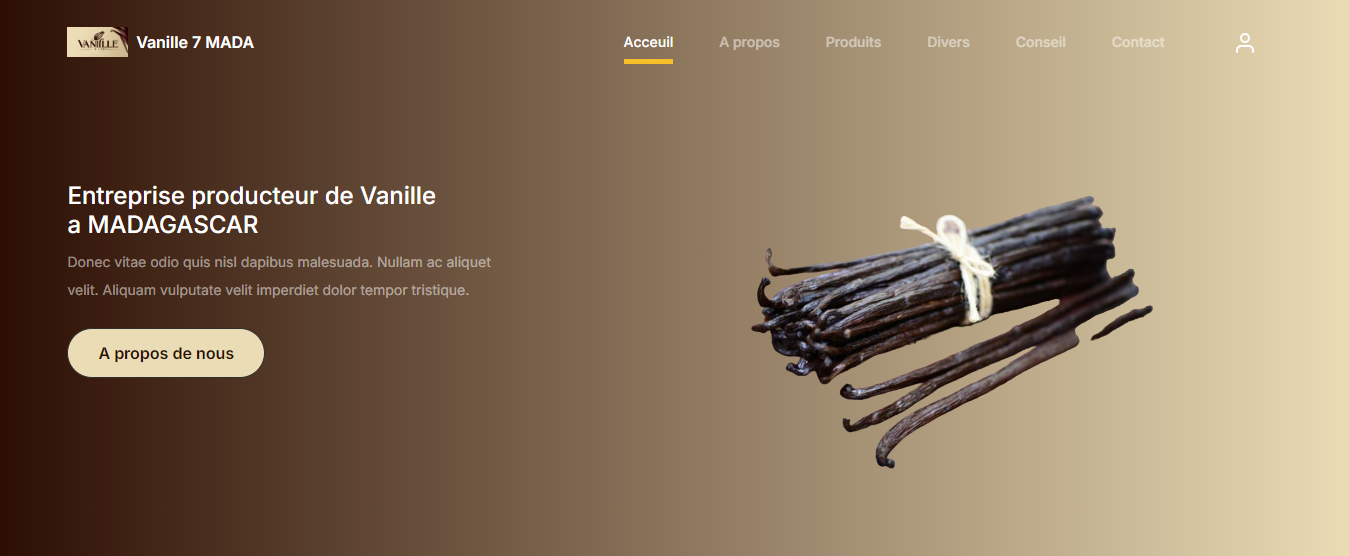 VANILLE
Vanille 7 MADA
Acceuil
A propos
Produits
Divers
Conseil
Contact
Entreprise producteur de Vanille
a MADAGASCAR
Donec vitae odio quis nisl dapibus malesuada. Nullam ac aliquet
velit. Aliquam vulputate velit imperdiet dolor tempor tristique.
A propos de nous